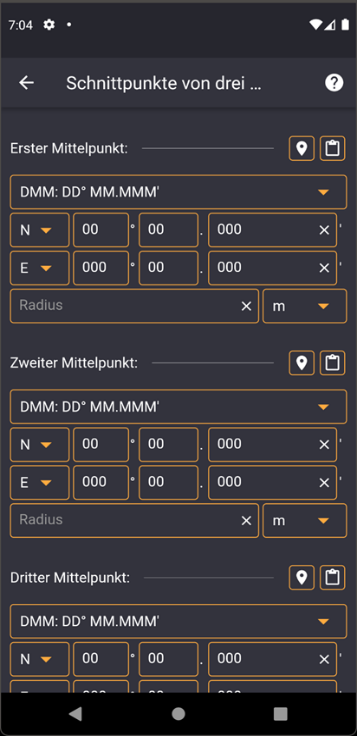 7:04
Schnittpunkte von drei ...
Erster Mittelpunkt:
DMM: DD° MM.MMM'
N 00 ° 00 . 000 '
E 000 ° 00 . 000 '
Radius m
Zweiter Mittelpunkt:
DMM: DD° MM.MMM'
N 00 ° 00 . 000 '
E 000 ° 00 . 000 '
Radius m
Dritter Mittelpunkt:
DMM: DD° MM.MMM'
N 00 ° 00 . 000 '